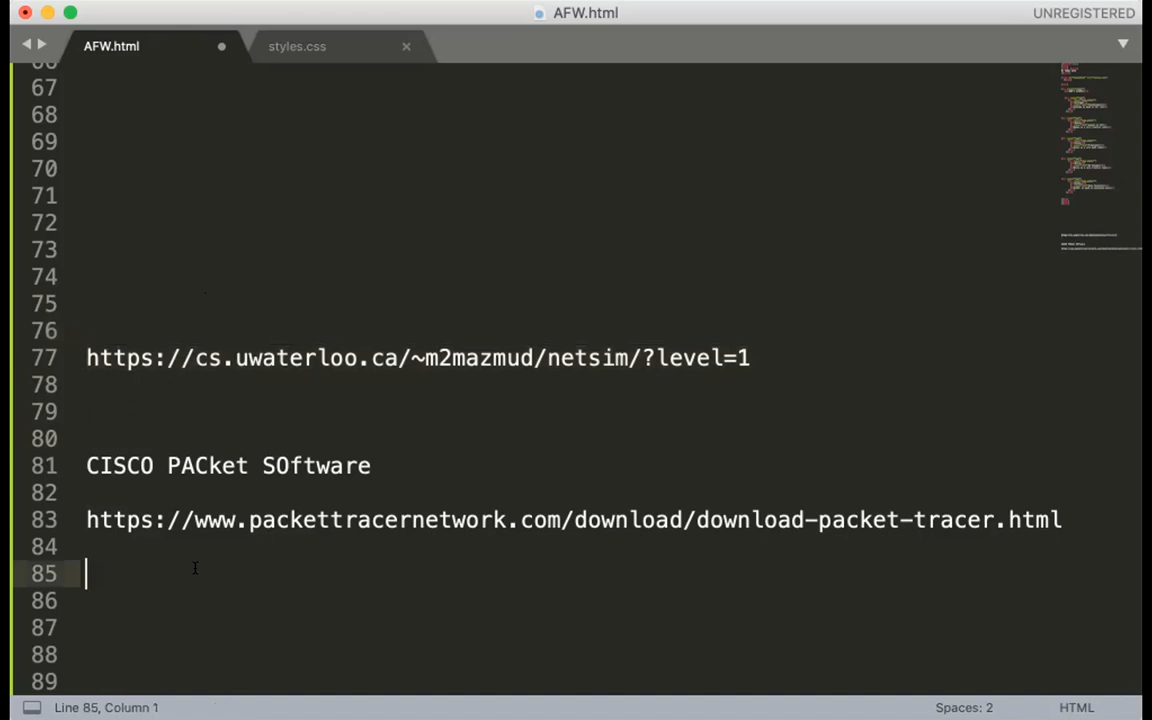 AFW.html
UNREGISTERED
AFW.html
styles.css
66
67
68
69
70
71
72
73
74
75
76
77 https://cs.uwaterloo.ca/~m2mazmud/netsim/?level=1
78
79
80
81 CISCO PACket SOftware
82
83 https://www.packettracernetwork.com/download/download-packet-tracer.html
84
85
86
87
88
89
Line 85, Column 1
Spaces: 2
HTML